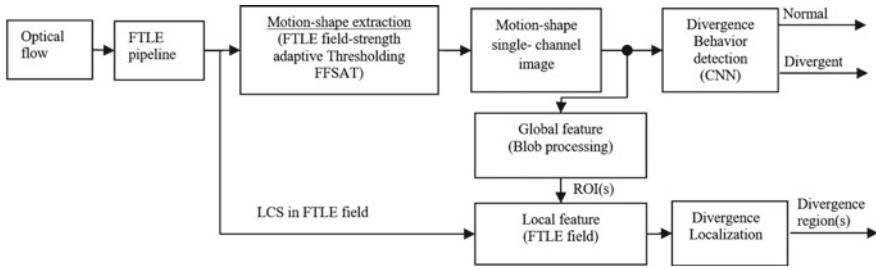 Optical
flow
FTLE
pipeline
Motion-shape extraction
(FTLE field-strength
adaptive Thresholding
FFSAT)
Motion-shape
single- channel
image
Divergence
Behavior
detection
(CNN)
Normal
Divergent
Global feature
(Blob processing)
ROI(s)
LCS in FTLE field
Local feature
(FTLE field)
Divergence
Localization
Divergence
region(s)